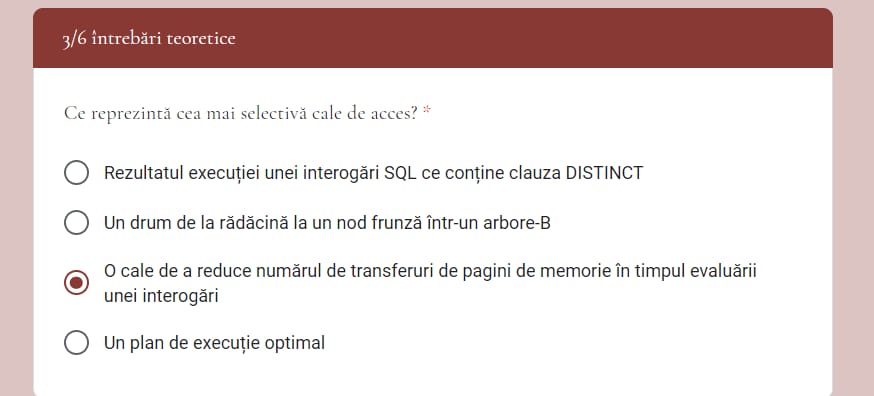 3/6 întrebări teoretice
Ce reprezintă cea mai selectivă cale de acces? *
Rezultatul execuției unei interogări SQL ce conține clauza DISTINCT
Un drum de la rădăcină la un nod frunză într-un arbore-B
O cale de a reduce numărul de transferuri de pagini de memorie în timpul evaluării
unei interogări
Un plan de execuție optimal